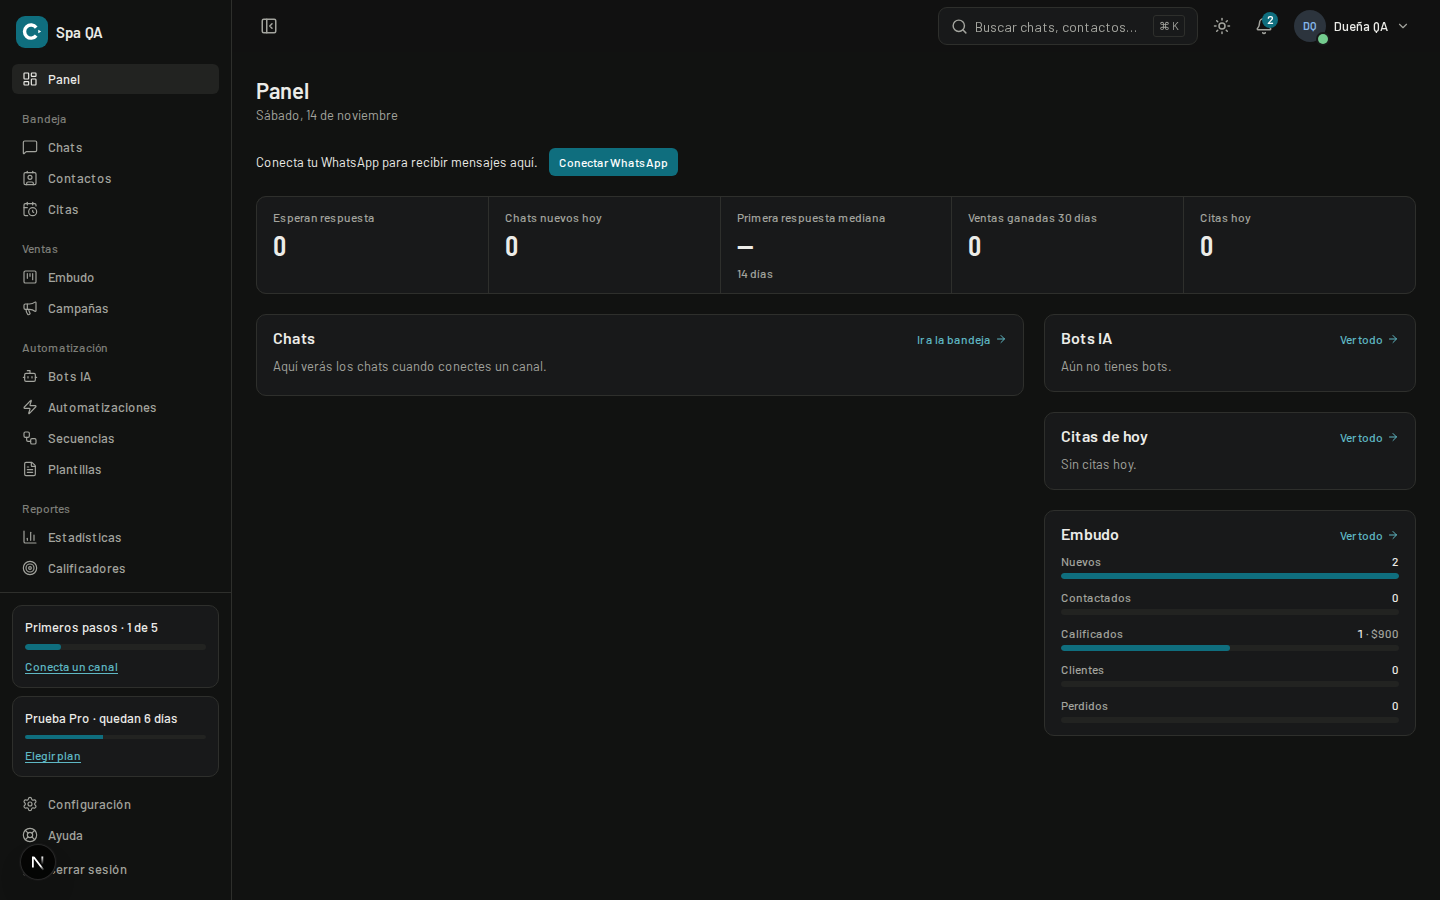 Spa QA
Panel
Bandeja
Chats
Contactos
Citas
Ventas
Embudo
Campañas
Automatización
Bots IA
Automatizaciones
Secuencias
Plantillas
Reportes
Estadísticas
Calificadores
Primeros pasos · 1 de 5
Conecta un canal
Prueba Pro · quedan 6 días
Elegir plan
Configuración
Ayuda
errar sesión
Buscar chats, contactos... ⌘ K
2
DQ Dueña QA
Panel
Sábado, 14 de noviembre
Conecta tu WhatsApp para recibir mensajes aquí. Conectar WhatsApp
Esperan respuesta
0
Chats nuevos hoy
0
Primera respuesta mediana
—
14 días
Ventas ganadas 30 días
0
Citas hoy
0
Chats Ir a la bandeja →
Aquí verás los chats cuando conectes un canal.
Bots IA Ver todo →
Aún no tienes bots.
Citas de hoy Ver todo →
Sin citas hoy.
Embudo Ver todo →
Nuevos 2
Contactados 0
Calificados 1 · $900
Clientes 0
Perdidos 0